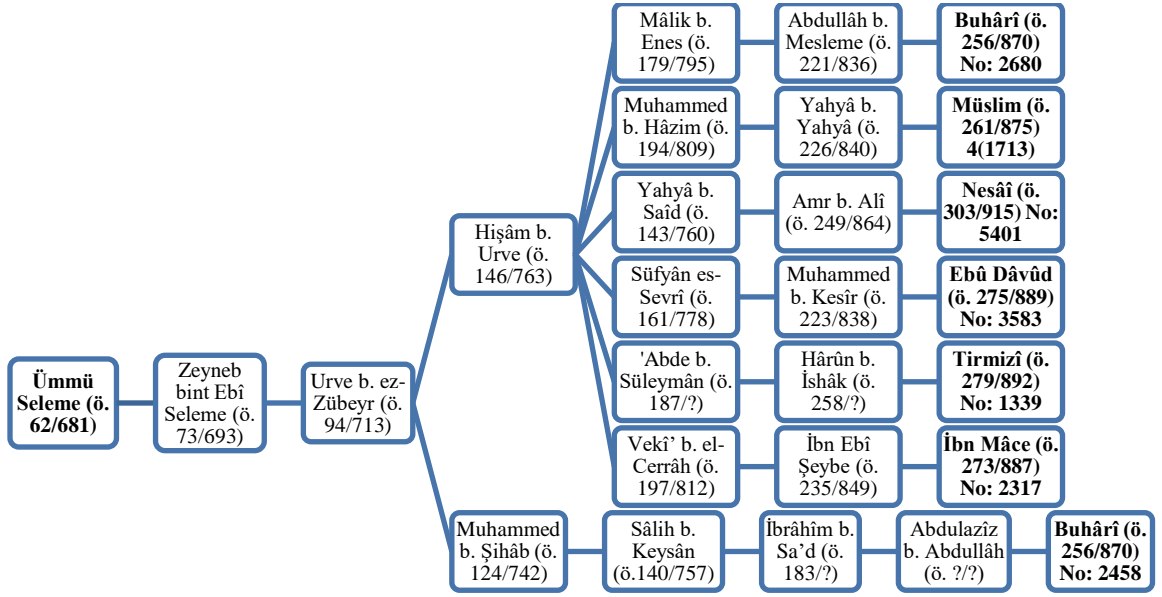 Ümmü
Seleme (ö.
62/681)
Zeyneb
bint Ebî
Seleme (ö.
73/693)
Urve b. ez-
Zübeyr (ö.
94/713)
Hişâm b.
Urve (ö.
146/763)
Mâlik b.
Enes (ö.
179/795)
Abdullâh b.
Mesleme (ö.
221/836)
Buhârî (ö.
256/870)
No: 2680
Muhammed
b. Hâzim (ö.
194/809)
Yahyâ b.
Yahyâ (ö.
226/840)
Müslim (ö.
261/875)
4(1713)
Yahyâ b.
Saîd (ö.
143/760)
Amr b. Alî
(ö. 249/864)
Nesâî (ö.
303/915) No:
5401
Süfyân es-
Sevrî (ö.
161/778)
Muhammed
b. Kesîr (ö.
223/838)
Ebû Dâvûd
(ö. 275/889)
No: 3583
'Abde b.
Süleymân (ö.
187/?)
Hârûn b.
İshâk (ö.
258/?)
Tirmizî (ö.
279/892)
No: 1339
Vekî’ b. el-
Cerrâh (ö.
197/812)
İbn Ebî
Şeybe (ö.
235/849)
İbn Mâce (ö.
273/887)
No: 2317
Muhammed
b. Şihâb (ö.
124/742)
Sâlih b.
Keysân
(ö.140/757)
İbrâhîm b.
Sa’d (ö.
183/?)
Abdulazîz
b. Abdullâh
(ö. ?/?)
Buhârî (ö.
256/870)
No: 2458